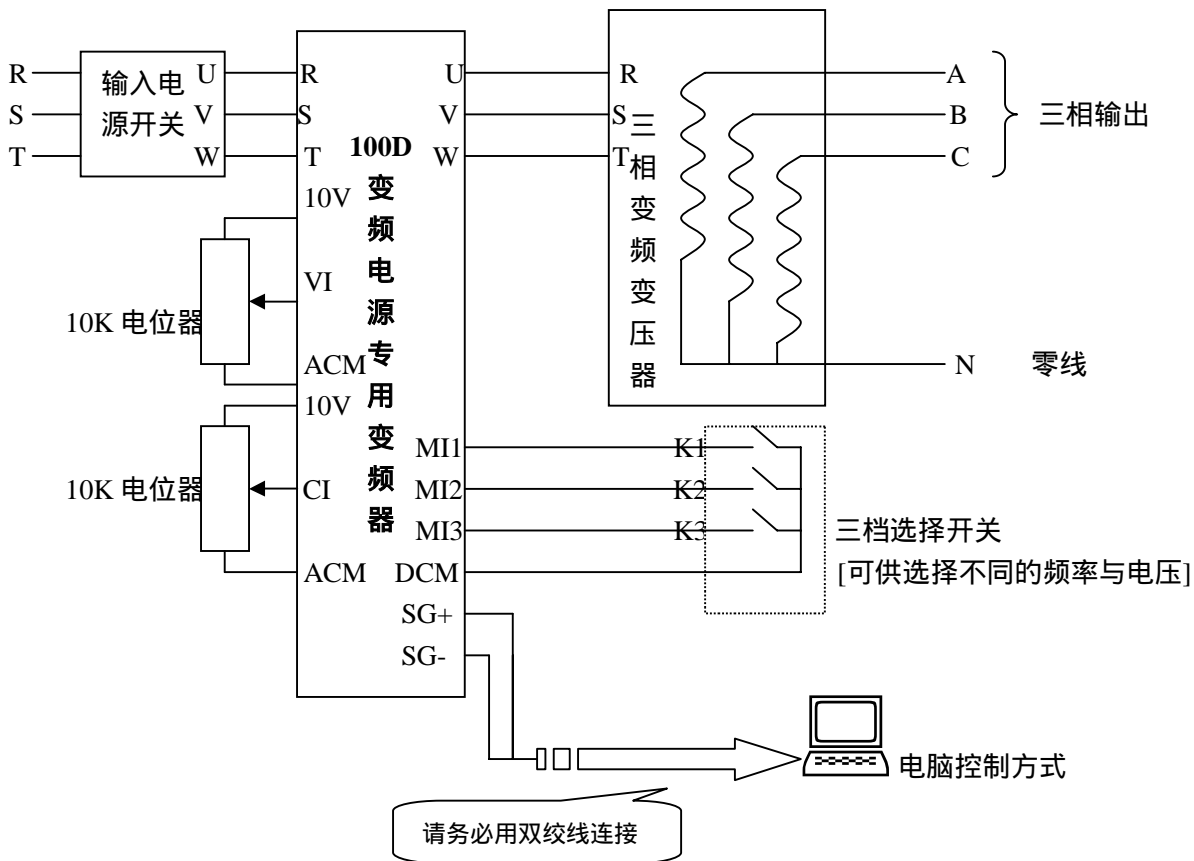 R
S
T
输入电
源开关
U
V
W
R
S
T
10V
VI
ACM
10V
CI
ACM
100D
变
频
电
源
专
用
变
频
器
U
V
W
MI1
MI2
MI3
DCM
SG+
SG-
10K 电位器
10K 电位器
R
S
T
三
相
变
频
变
压
器
A
B
C
三相输出
N
零线
K1
K2
K3
三档选择开关
[可供选择不同的频率与电压]
电脑控制方式
请务必用双绞线连接